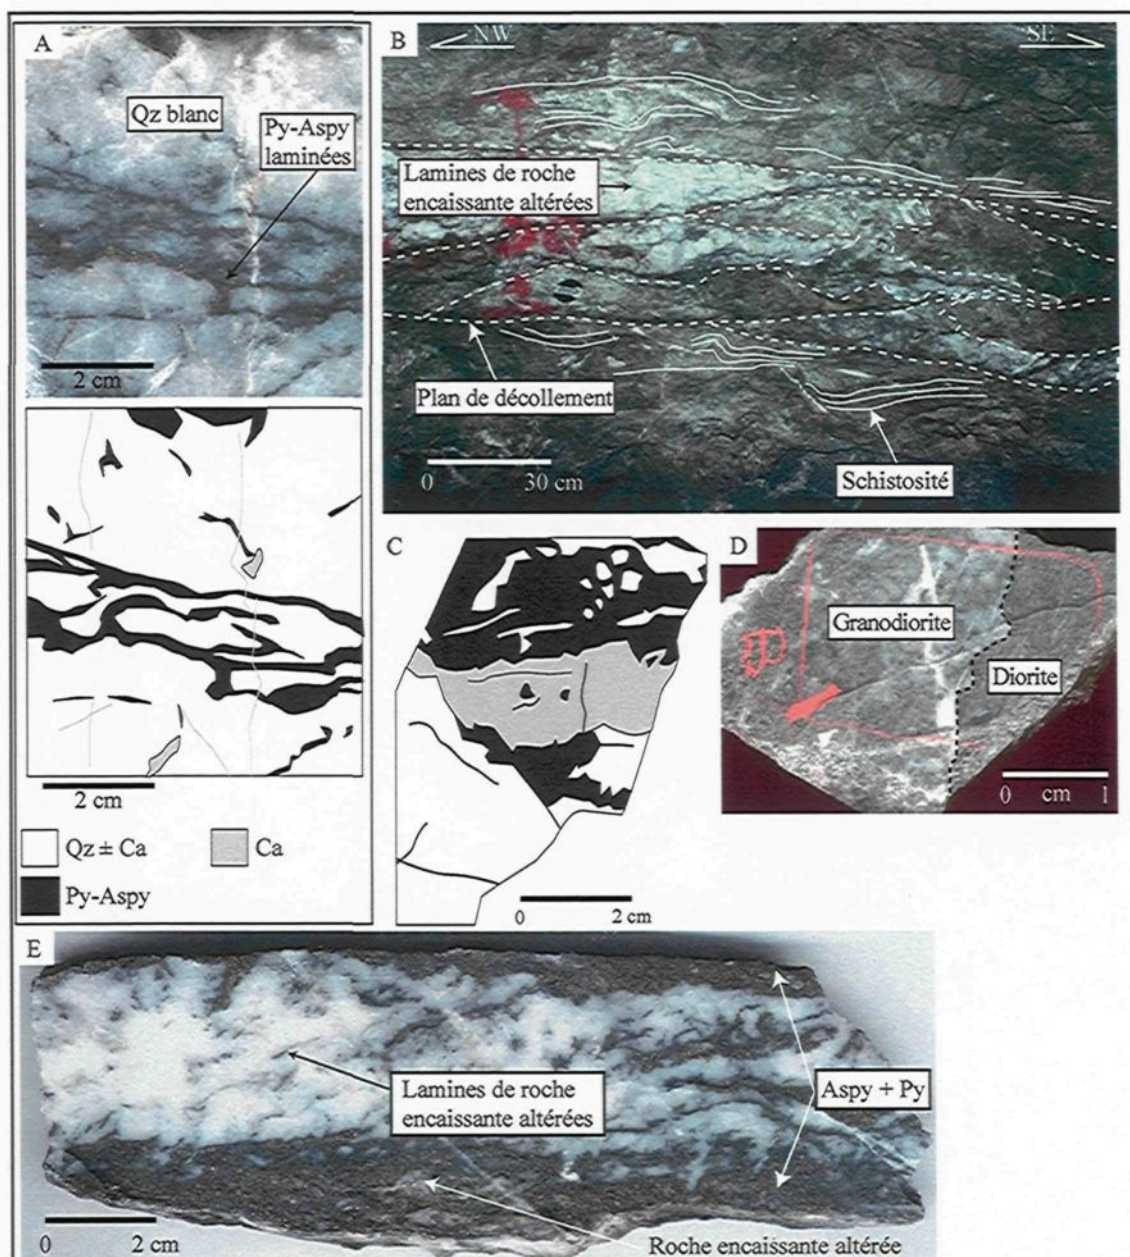 A
Qz blanc
Py-Aspy
laminées
2 cm
2 cm
Qz ± Ca
Ca
Py-Aspy
B
NW
SE
Lamines de roche
encaissante altérées
Plan de décollement
Schistosité
0 30 cm
C
0 2 cm
D
Granodiorite
Diorite
0 cm 1
E
Lamines de roche
encaissante altérées
Aspy + Py
Roche encaissante altérée
0 2 cm